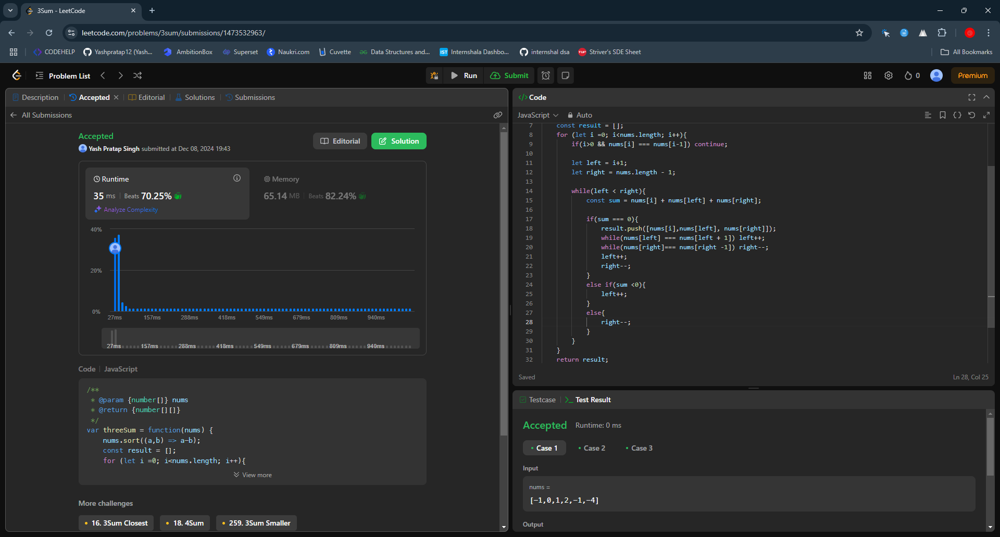 3Sum - LeetCode
leetcode.com/problems/3sum/submissions/1473532963/
CODEHELP
Yashpratap12 (Yash...
AmbitionBox
Superset
Naukri.com
Cuvette
Data Structures and...
IST
Internshala Dashbo...
internshal dsa
TUF
Striver's SDE Sheet
All Bookmarks
Problem List
Run
Submit
0
Premium
Description
Accepted
Editorial
Solutions
Submissions
All Submissions
Accepted
Yash Pratap Singh submitted at Dec 08, 2024 19:43
Editorial
Solution
Runtime
35 ms | Beats 70.25%
Analyze Complexity
Memory
65.14 MB | Beats 82.24%
40%
20%
0%
27ms 157ms 288ms 418ms 549ms 679ms 809ms 940ms
27ms 157ms 288ms 418ms 549ms 679ms 809ms 940ms
Code | JavaScript
/**
 * @param {number[]} nums
 * @return {number[][]}
 */
var threeSum = function(nums) {
    nums.sort((a,b) => a-b);
    const result = [];
    for (let i =0; i<nums.length; i++){
View more
More challenges
16. 3Sum Closest
18. 4Sum
259. 3Sum Smaller
</> Code
JavaScript
Auto
7 const result = [];
8 for (let i =0; i<nums.length; i++){
9 if(i>0 && nums[i] === nums[i-1]) continue;
10
11 let left = i+1;
12 let right = nums.length - 1;
13
14 while(left < right){
15 const sum = nums[i] + nums[left] + nums[right];
16
17 if(sum === 0){
18 result.push([nums[i],nums[left], nums[right]]);
19 while(nums[left] === nums[left + 1]) left++;
20 while(nums[right]=== nums[right -1]) right--;
21 left++;
22 right--;
23 }
24 else if(sum <0){
25 left++;
26 }
27 else{
28 right--;
29 }
30 }
31 }
32 return result;
Saved
Ln 28, Col 25
Testcase
Test Result
Accepted
Runtime: 0 ms
Case 1
Case 2
Case 3
Input
nums =
[-1,0,1,2,-1,-4]
Output